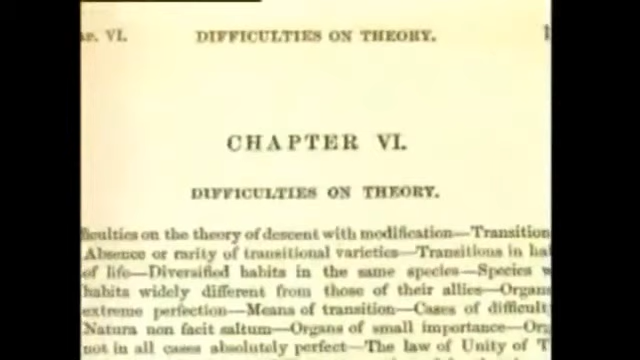 AP. VI. DIFFICULTIES ON THEORY.
CHAPTER VI.
DIFFICULTIES ON THEORY.
ficulties on the theory of descent with modification—Transition
Absence or rarity of transitional varieties—Transitions in ha
of life—Diversified habits in the same species—Species w
habits widely different from those of their allies—Organs
extreme perfection—Means of transition—Cases of difficult
Natura non facit saltum—Organs of small importance—Or
not in all cases absolutely perfect—The law of Unity of T